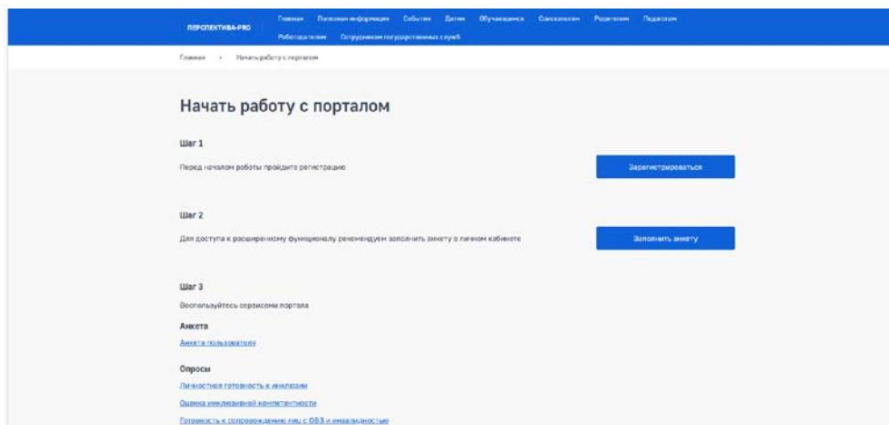 ПЕРСПЕКТИВА-PRO
Главная Полезная информация События Детям Обучающимся Соискателям Родителям Педагогам
Работодателям Сотрудникам государственных служб
Главная Начать работу с порталом
Начать работу с порталом
Шаг 1
Перед началом работы пройдите регистрацию
Зарегистрироваться
Шаг 2
Для доступа к расширенному функционалу рекомендуем заполнить анкету в личном кабинете
Заполнить анкету
Шаг 3
Воспользуйтесь сервисами портала
Анкета
Анкета пользователя
Опросы
Личностная готовность к инклюзии
Оценка инклюзивной компетентности
Готовность к сопровождению лиц с ОВЗ и инвалидностью